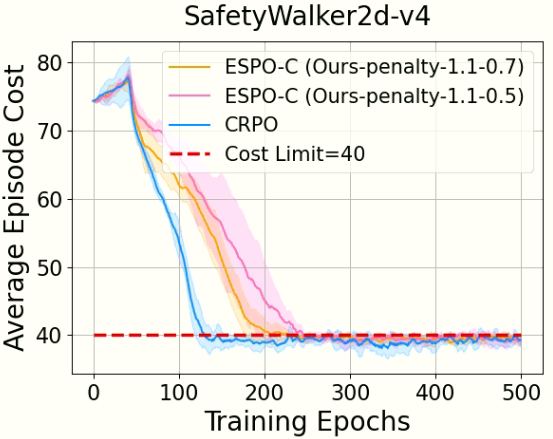 SafetyWalker2d-v4
ESPO-C (Ours-penalty-1.1-0.7)
ESPO-C (Ours-penalty-1.1-0.5)
CRPO
Cost Limit=40
Average Episode Cost
80
70
60
50
40
0 100 200 300 400 500
Training Epochs